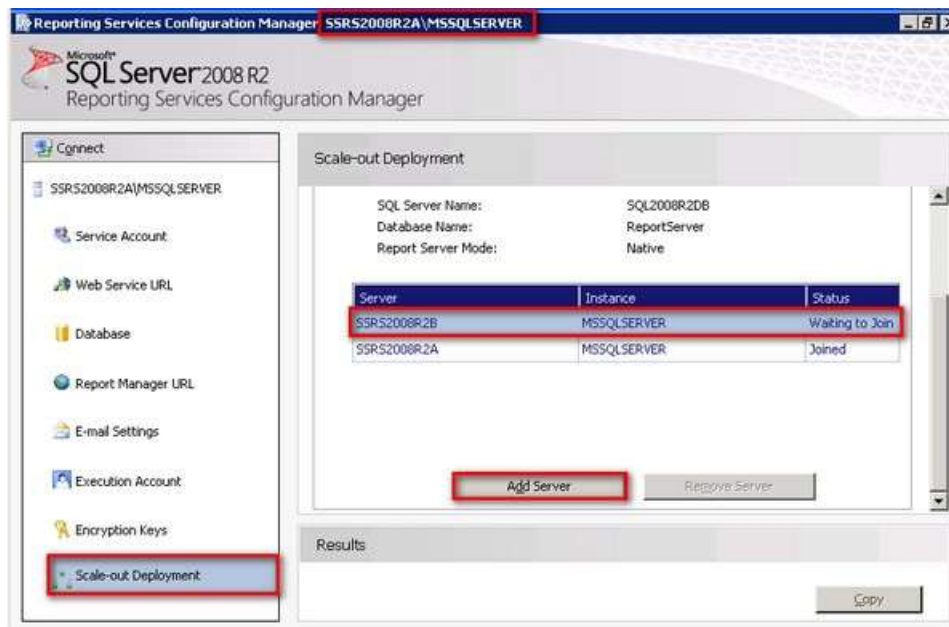 Reporting Services Configuration Manager: SSRS2008R2A\MSSQLSERVER
Microsoft
SQL Server 2008 R2
Reporting Services Configuration Manager
Connect
SSRS2008R2A\MSSQLSERVER
Service Account
Web Service URL
Database
Report Manager URL
E-mail Settings
Execution Account
Encryption Keys
Scale-out Deployment
Scale-out Deployment
SQL Server Name: SQL2008R2DB
Database Name: ReportServer
Report Server Mode: Native
Server Instance Status
SSRS2008R2B MSSQLSERVER Waiting to Join
SSRS2008R2A MSSQLSERVER Joined
Add Server Remove Server
Results
Copy